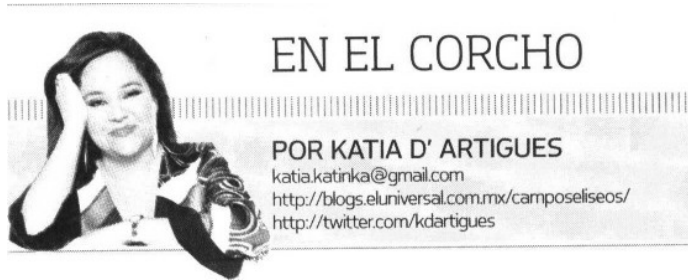 EN EL CORCHO
POR KATIA D' ARTIGUES
katia.katinka@gmail.com
http://blogs.eluniversal.com.mx/camposeliseos/
http://twitter.com/kdartigues